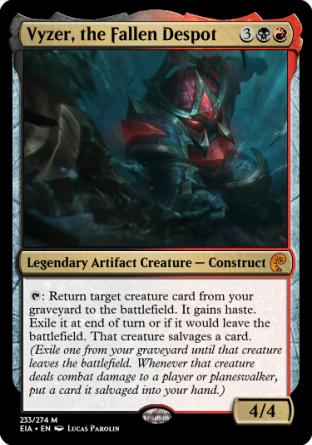 Vyzer, the Fallen Despot 3
Legendary Artifact Creature — Construct
: Return target creature card from your
graveyard to the battlefield. It gains haste.
Exile it at end of turn or if it would leave the
battlefield. That creature salvages a card.
(Exile one from your graveyard until that creature
leaves the battlefield. Whenever that creature
deals combat damage to a player or planeswalker,
put a card it salvaged into your hand.)
4/4
233/274 M
EIA • EN Lucas Parolin